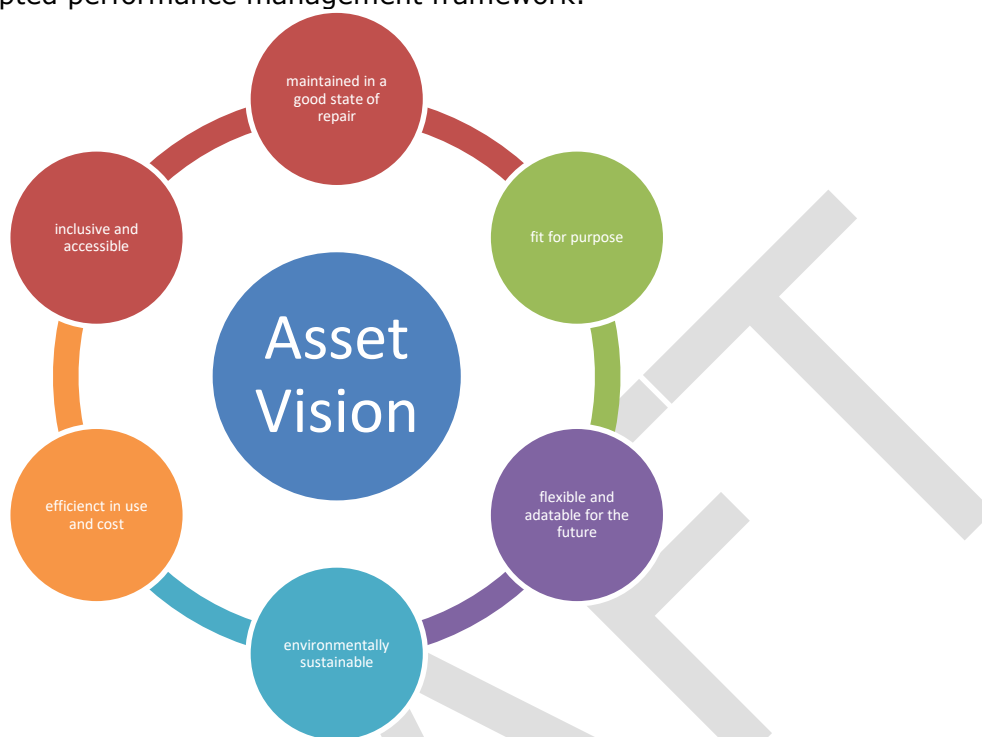 pted performance management framework.
maintained in a
good state of
repair
fit for purpose
flexible and
adatable for the
future
environmentally
sustainable
efficienct in use
and cost
inclusive and
accessible
Asset
Vision